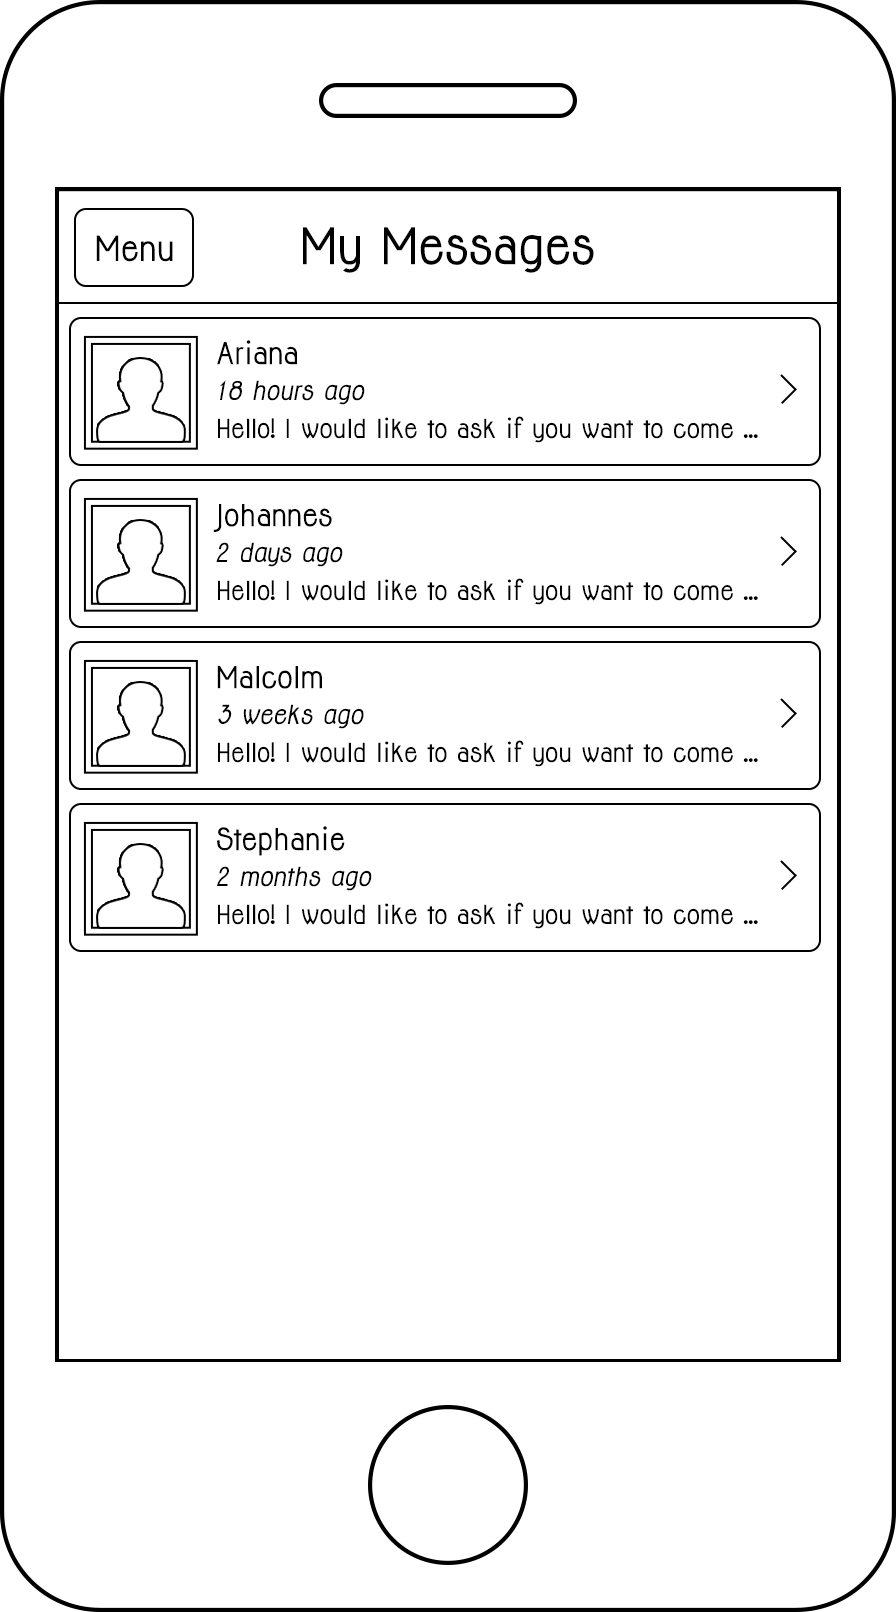 Menu
My Messages
Ariana
18 hours ago
Hello! I would like to ask if you want to come ...
Johannes
2 days ago
Hello! I would like to ask if you want to come ...
Malcolm
3 weeks ago
Hello! I would like to ask if you want to come ...
Stephanie
2 months ago
Hello! I would like to ask if you want to come ...